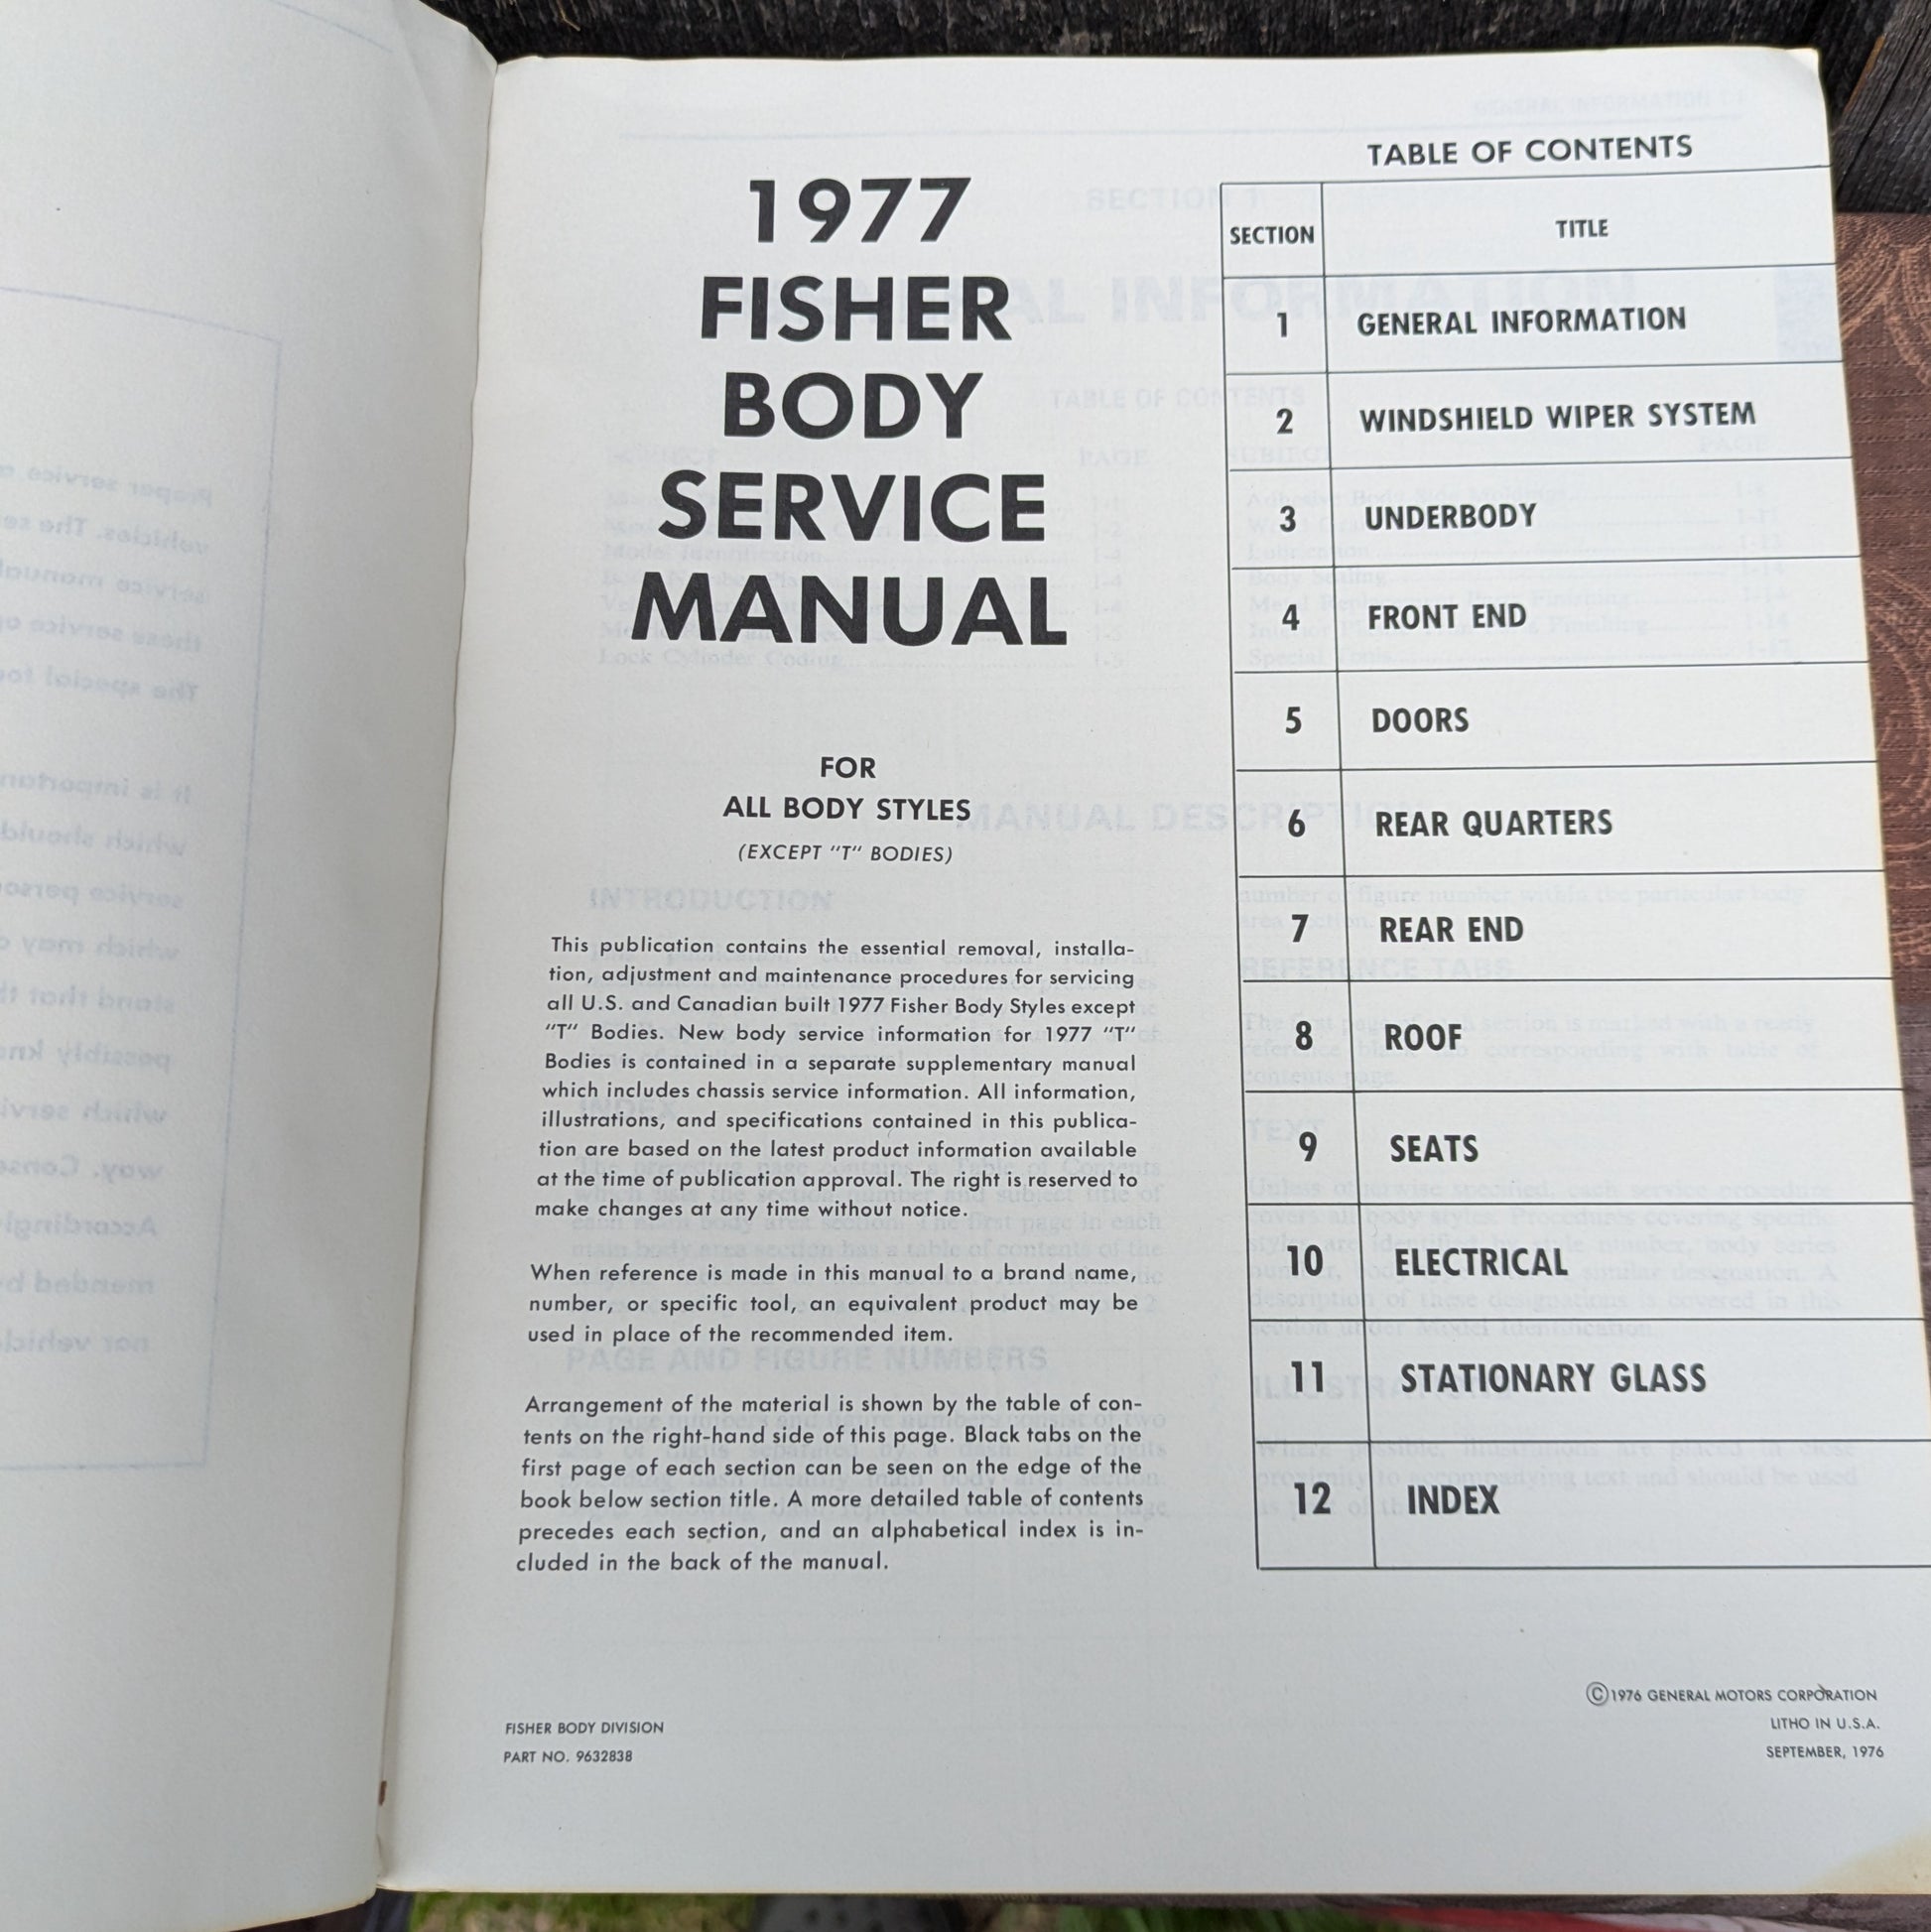 1977
FISHER
BODY
SERVICE
MANUAL
FOR
ALL BODY STYLES
(EXCEPT "T" BODIES)
This publication contains the essential removal, installa-
tion, adjustment and maintenance procedures for servicing
all U.S. and Canadian built 1977 Fisher Body Styles except
"T" Bodies. New body service information for 1977 "T"
Bodies is contained in a separate supplementary manual
which includes chassis service information. All information,
illustrations, and specifications contained in this publica-
tion are based on the latest product information available
at the time of publication approval. The right is reserved to
make changes at any time without notice.
When reference is made in this manual to a brand name,
number, or specific tool, an equivalent product may be
used in place of the recommended item.
Arrangement of the material is shown by the table of con-
tents on the right-hand side of this page. Black tabs on the
first page of each section can be seen on the edge of the
book below section title. A more detailed table of contents
precedes each section, and an alphabetical index is in-
cluded in the back of the manual.
FISHER BODY DIVISION
PART NO. 9632838
TABLE OF CONTENTS
SECTION TITLE
1 GENERAL INFORMATION
2 WINDSHIELD WIPER SYSTEM
3 UNDERBODY
4 FRONT END
5 DOORS
6 REAR QUARTERS
7 REAR END
8 ROOF
9 SEATS
10 ELECTRICAL
11 STATIONARY GLASS
12 INDEX
©1976 GENERAL MOTORS CORPORATION
LITHO IN U.S.A.
SEPTEMBER, 1976